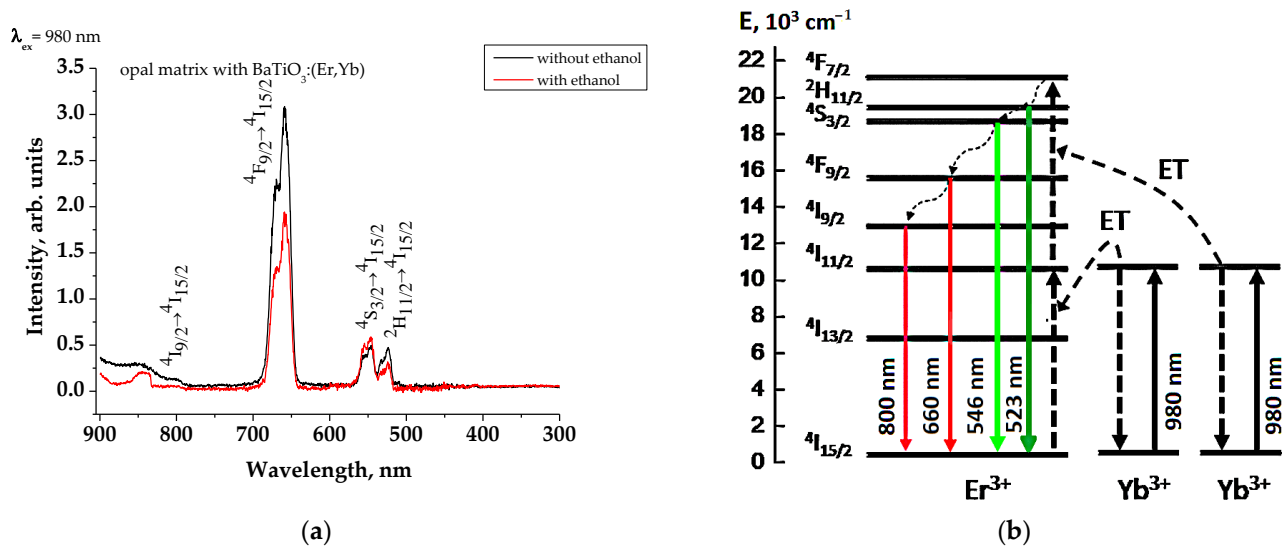 λex = 980 nm
opal matrix with BaTiO3:(Er,Yb)
without ethanol
with ethanol
Intensity, arb. units
3.5
3.0
2.5
2.0
1.5
1.0
0.5
0.0
4I9/2→4I15/2
4F9/2→4I15/2
4S3/2→4I15/2
2H11/2→4I15/2
900 800 700 600 500 400 300
Wavelength, nm
(a)
E, 10³ cm⁻¹
22
20
18
16
14
12
10
8
6
4
2
0
4F7/2
2H11/2
4S3/2
4F9/2
4I9/2
4I11/2
4I13/2
4I15/2
800 nm
660 nm
546 nm
523 nm
ET
ET
980 nm
980 nm
Er³⁺ Yb³⁺ Yb³⁺
(b)